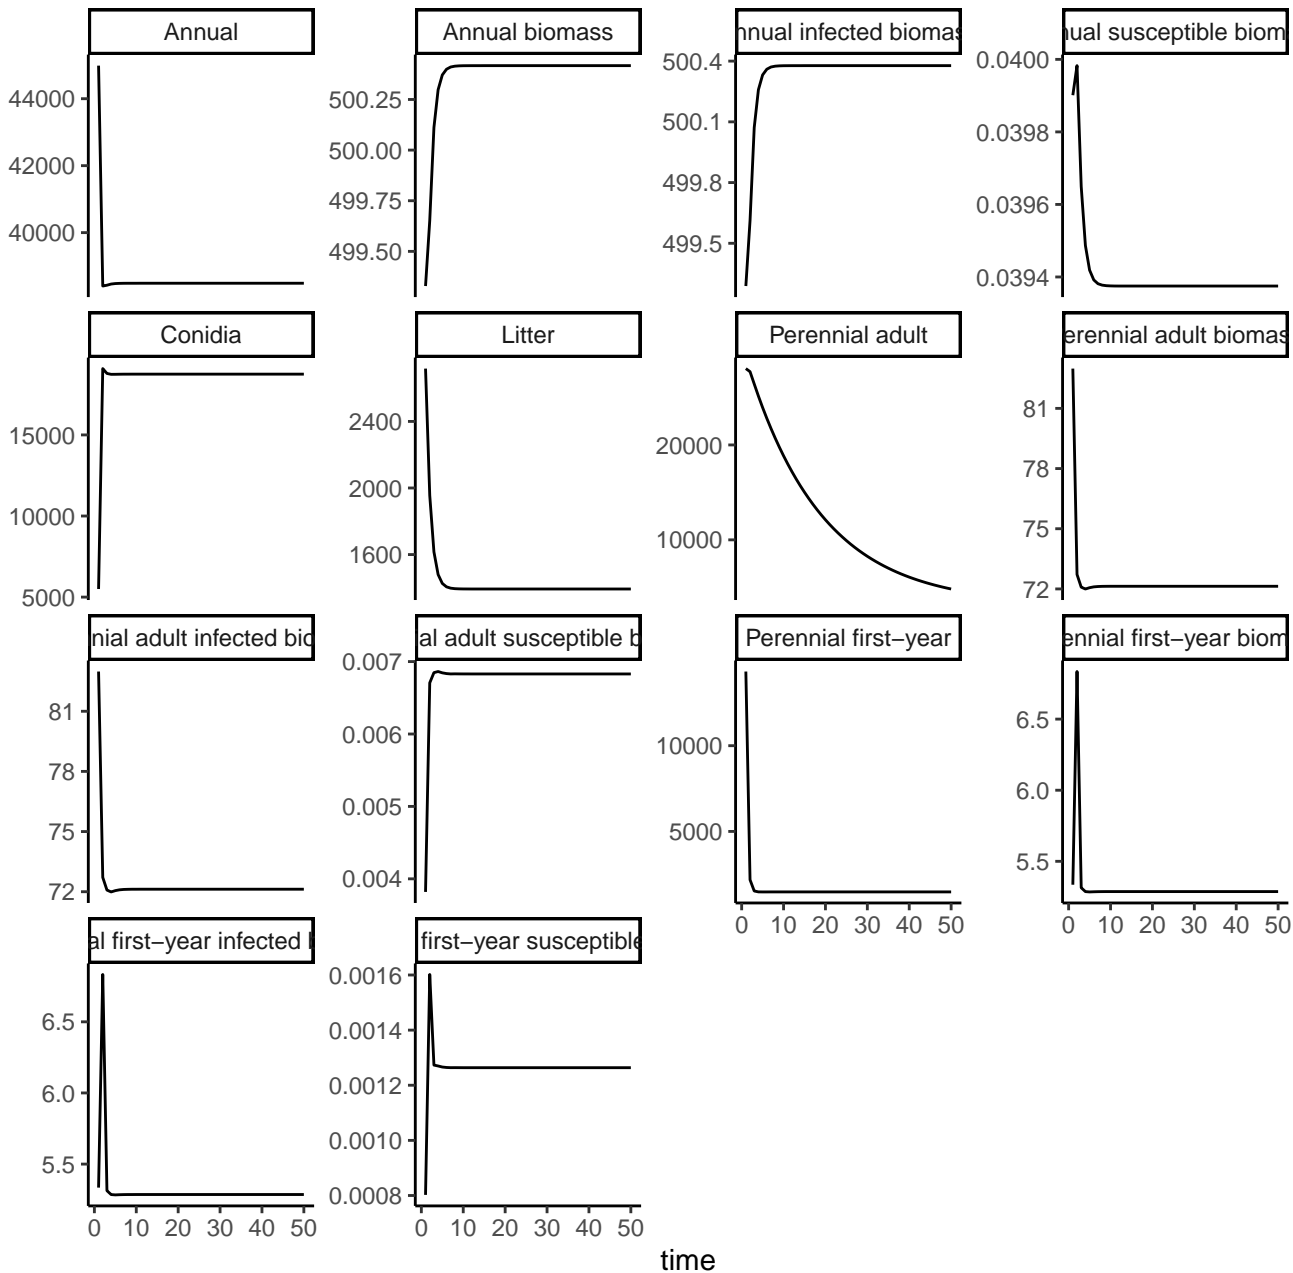 Annual
Annual biomass
nnual infected biomas
nual susceptible biom
44000
42000
40000
500.25
500.00
499.75
499.50
500.4
500.1
499.8
499.5
0.0400
0.0398
0.0396
0.0394
Conidia
Litter
Perennial adult
erennial adult biomas
15000
10000
5000
2400
2000
1600
20000
10000
81
78
75
72
nial adult infected bio
al adult susceptible b
Perennial first−year
ennial first−year biom
81
78
75
72
0.007
0.006
0.005
0.004
10000
5000
0 10 20 30 40 50
6.5
6.0
5.5
0 10 20 30 40 50
al first−year infected b
first−year susceptible
6.5
6.0
5.5
0 10 20 30 40 50
0.0016
0.0014
0.0012
0.0010
0.0008
0 10 20 30 40 50
time